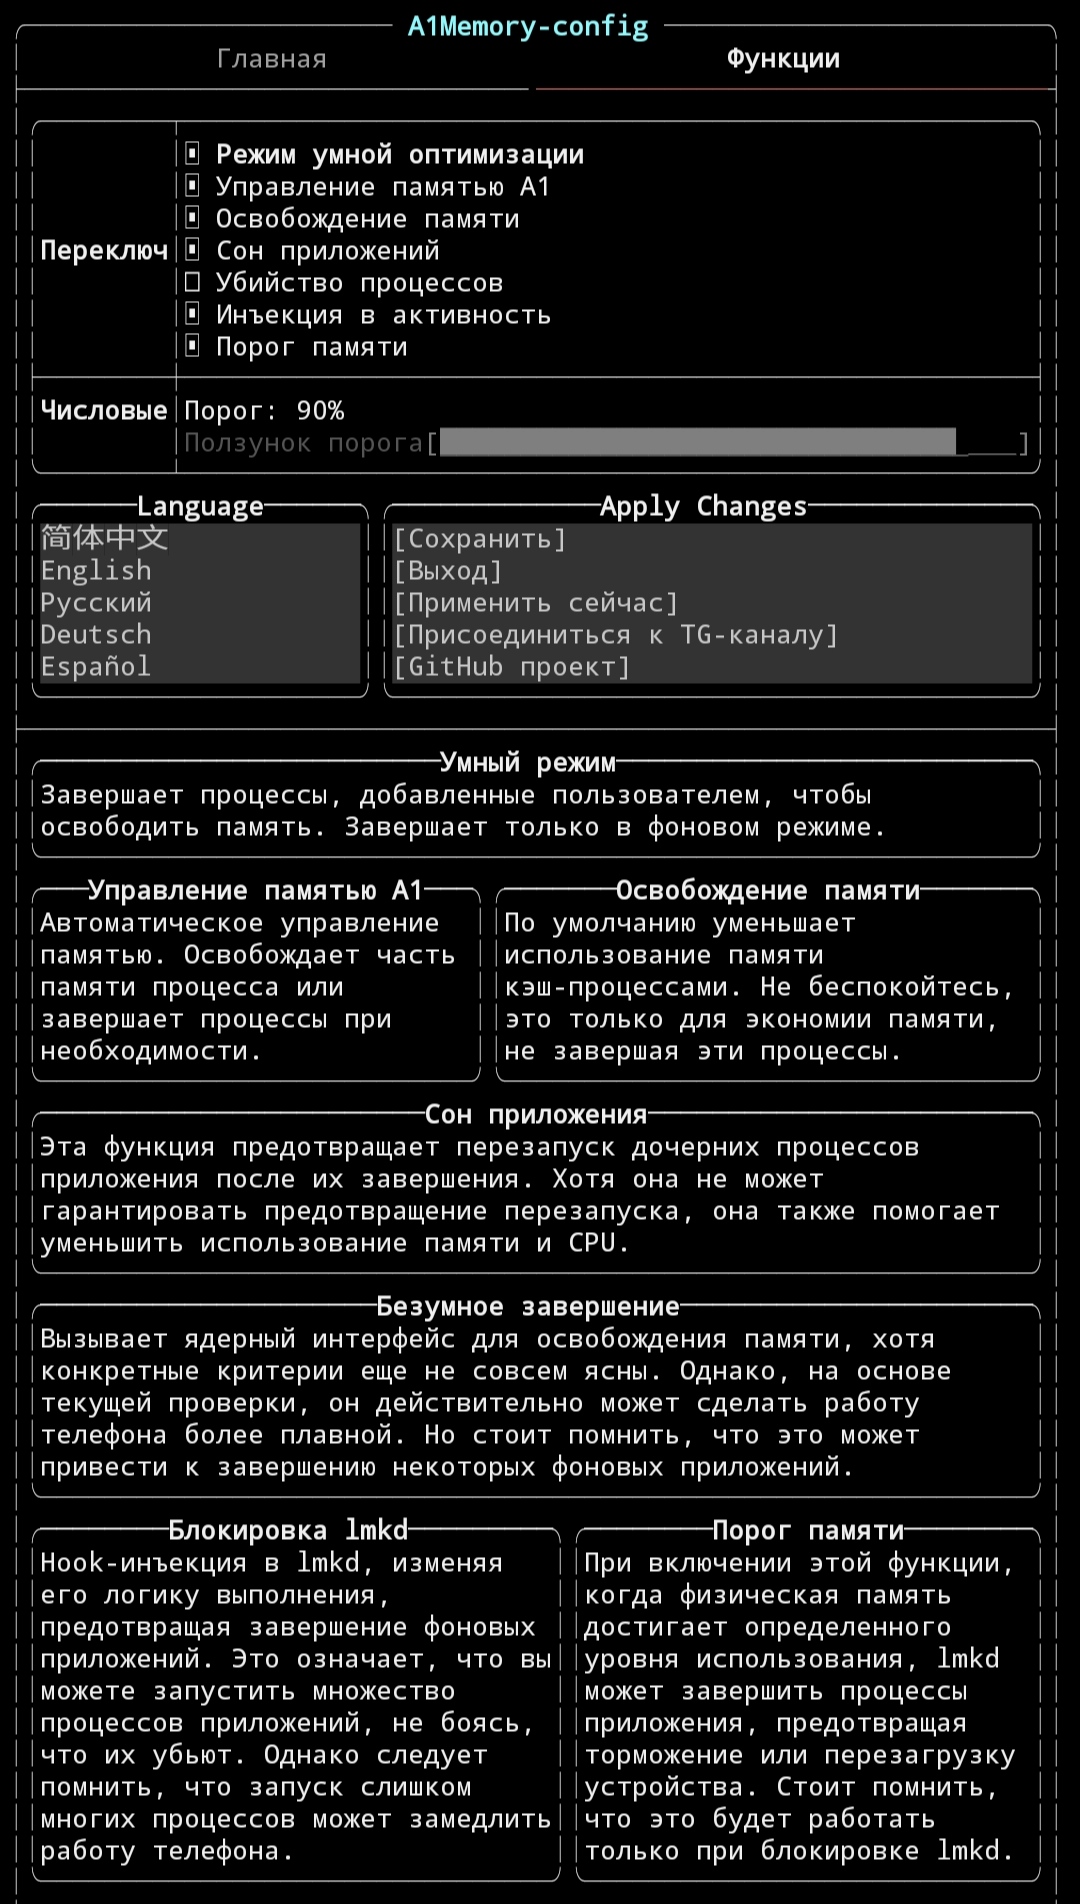 A1Memory-config
Главная Функции
Режим умной оптимизации
Управление памятью A1
Освобождение памяти
Переключ Сон приложений
Убийство процессов
Инъекция в активность
Порог памяти
Числовые Порог: 90%
Ползунок порога[ ____]
Language
简体中文
English
Русский
Deutsch
Español
Apply Changes
[Сохранить]
[Выход]
[Применить сейчас]
[Присоединиться к TG-каналу]
[GitHub проект]
Умный режим
Завершает процессы, добавленные пользователем, чтобы
освободить память. Завершает только в фоновом режиме.
Управление памятью A1
Автоматическое управление
памятью. Освобождает часть
памяти процесса или
завершает процессы при
необходимости.
Освобождение памяти
По умолчанию уменьшает
использование памяти
кэш-процессами. Не беспокойтесь,
это только для экономии памяти,
не завершая эти процессы.
Сон приложения
Эта функция предотвращает перезапуск дочерних процессов
приложения после их завершения. Хотя она не может
гарантировать предотвращение перезапуска, она также помогает
уменьшить использование памяти и CPU.
Безумное завершение
Вызывает ядерный интерфейс для освобождения памяти, хотя
конкретные критерии еще не совсем ясны. Однако, на основе
текущей проверки, он действительно может сделать работу
телефона более плавной. Но стоит помнить, что это может
привести к завершению некоторых фоновых приложений.
Блокировка lmkd
Hook-инъекция в lmkd, изменяя
его логику выполнения,
предотвращая завершение фоновых
приложений. Это означает, что вы
можете запустить множество
процессов приложений, не боясь,
что их убьют. Однако следует
помнить, что запуск слишком
многих процессов может замедлить
работу телефона.
Порог памяти
При включении этой функции,
когда физическая память
достигает определенного
уровня использования, lmkd
может завершить процессы
приложения, предотвращая
торможение или перезагрузку
устройства. Стоит помнить,
что это будет работать
только при блокировке lmkd.